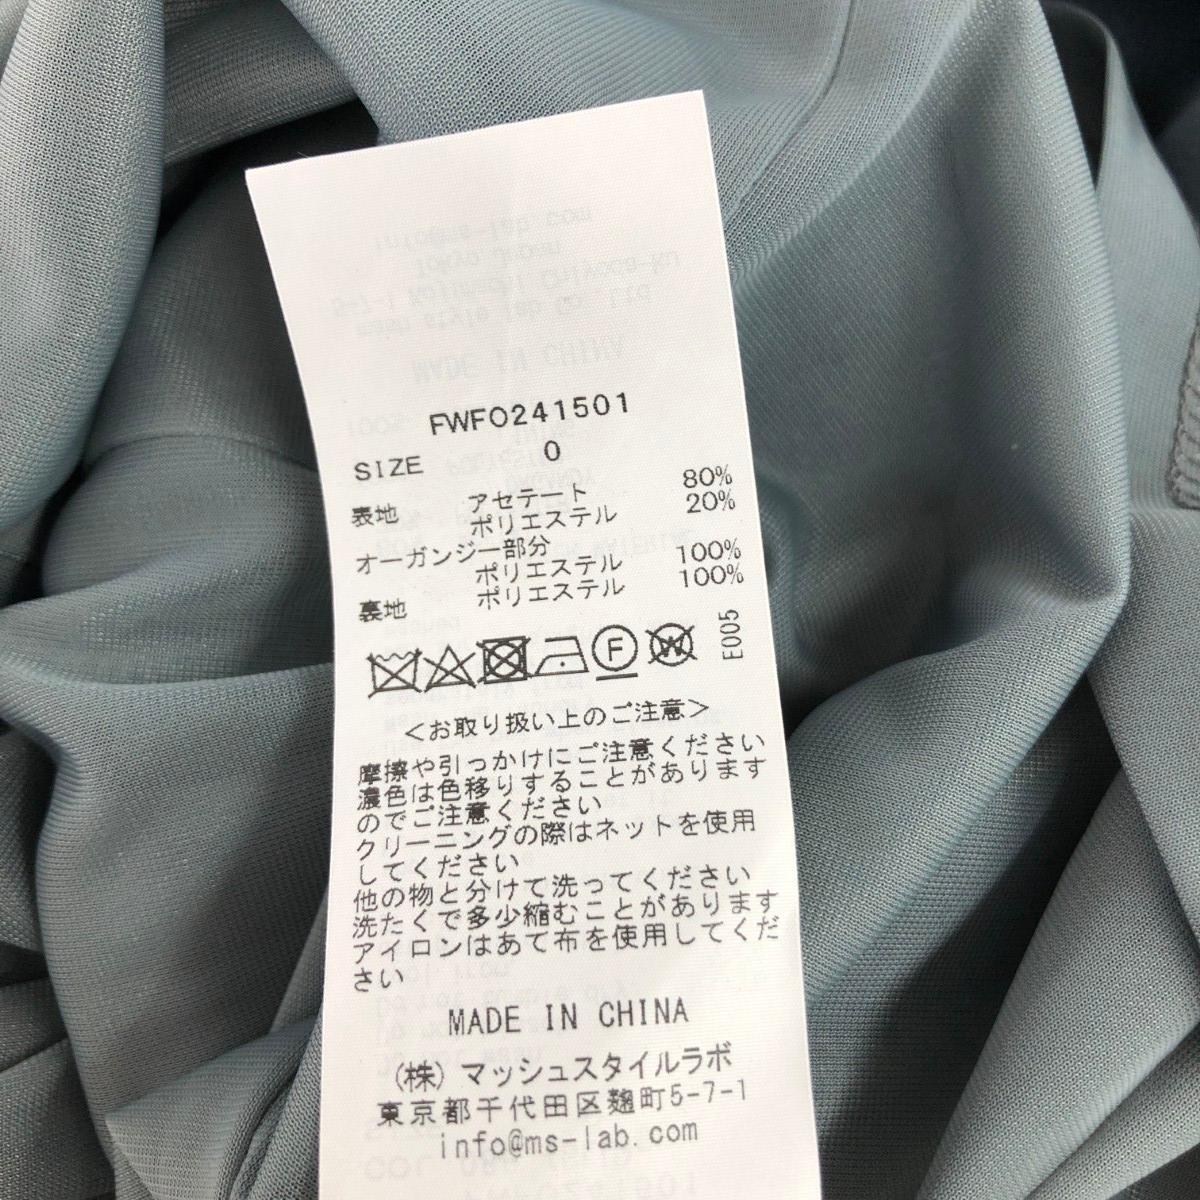 FWFO241501
SIZE 0
表地 アセテート 80%
ポリエステル 20%
オーガンジー部分
ポリエステル 100%
裏地 ポリエステル 100%
F W E005
＜お取り扱い上のご注意＞
摩擦や引っかけにご注意ください
濃色は色移りすることがあります
のでご注意ください
クリーニングの際はネットを使用
してください
他の物と分けて洗ってください
洗たくで多少縮むことがあります
アイロンはあて布を使用してくだ
さい
MADE IN CHINA
(株) マッシュスタイルラボ
東京都千代田区麹町5-7-1
info@ms-lab.com